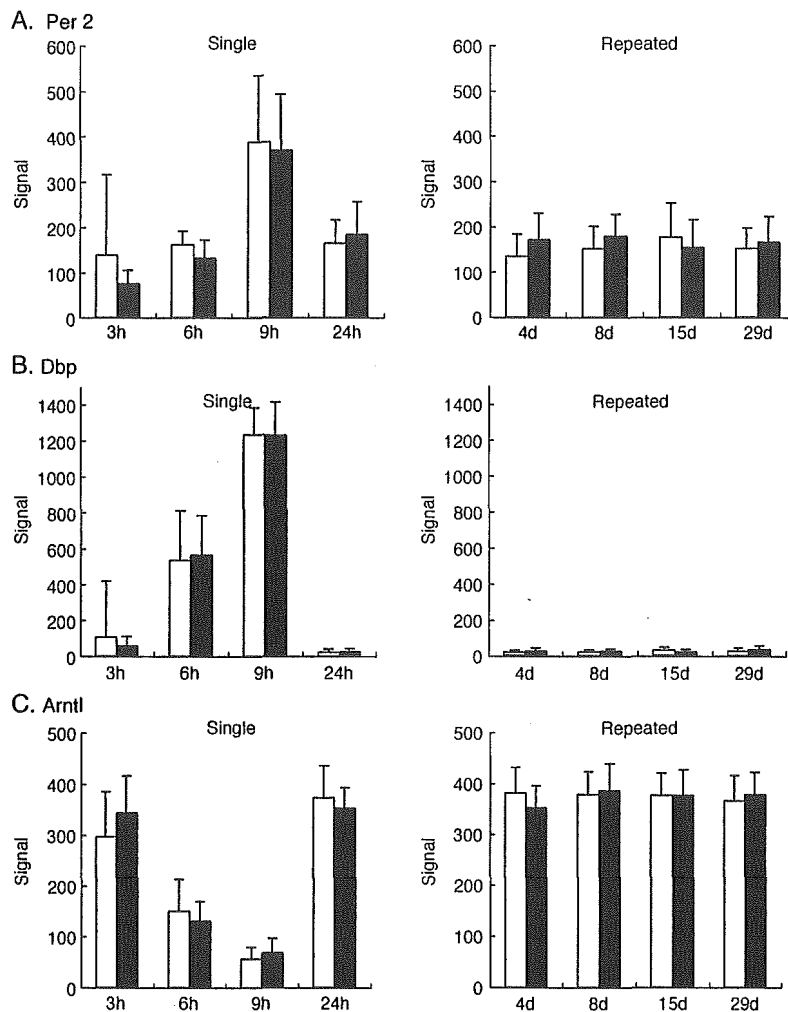 A. Per 2
Single
Repeated
600
500
400
300
200
100
0
Signal
3h 6h 9h 24h
600
500
400
300
200
100
0
Signal
4d 8d 15d 29d
B. Dbp
Single
Repeated
1400
1200
1000
800
600
400
200
0
Signal
3h 6h 9h 24h
1400
1200
1000
800
600
400
200
0
Signal
4d 8d 15d 29d
C. Arntl
Single
Repeated
500
400
300
200
100
0
Signal
3h 6h 9h 24h
500
400
300
200
100
0
Signal
4d 8d 15d 29d